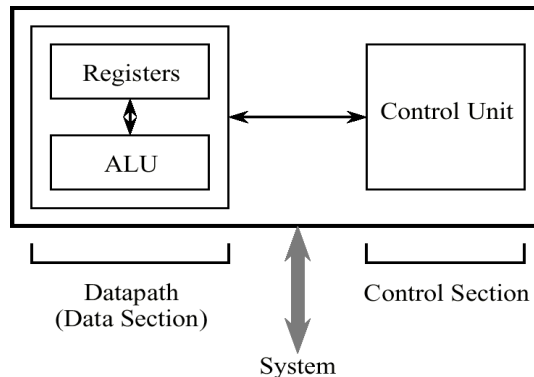 Registers
ALU
Control Unit
Datapath
(Data Section)
Control Section
System